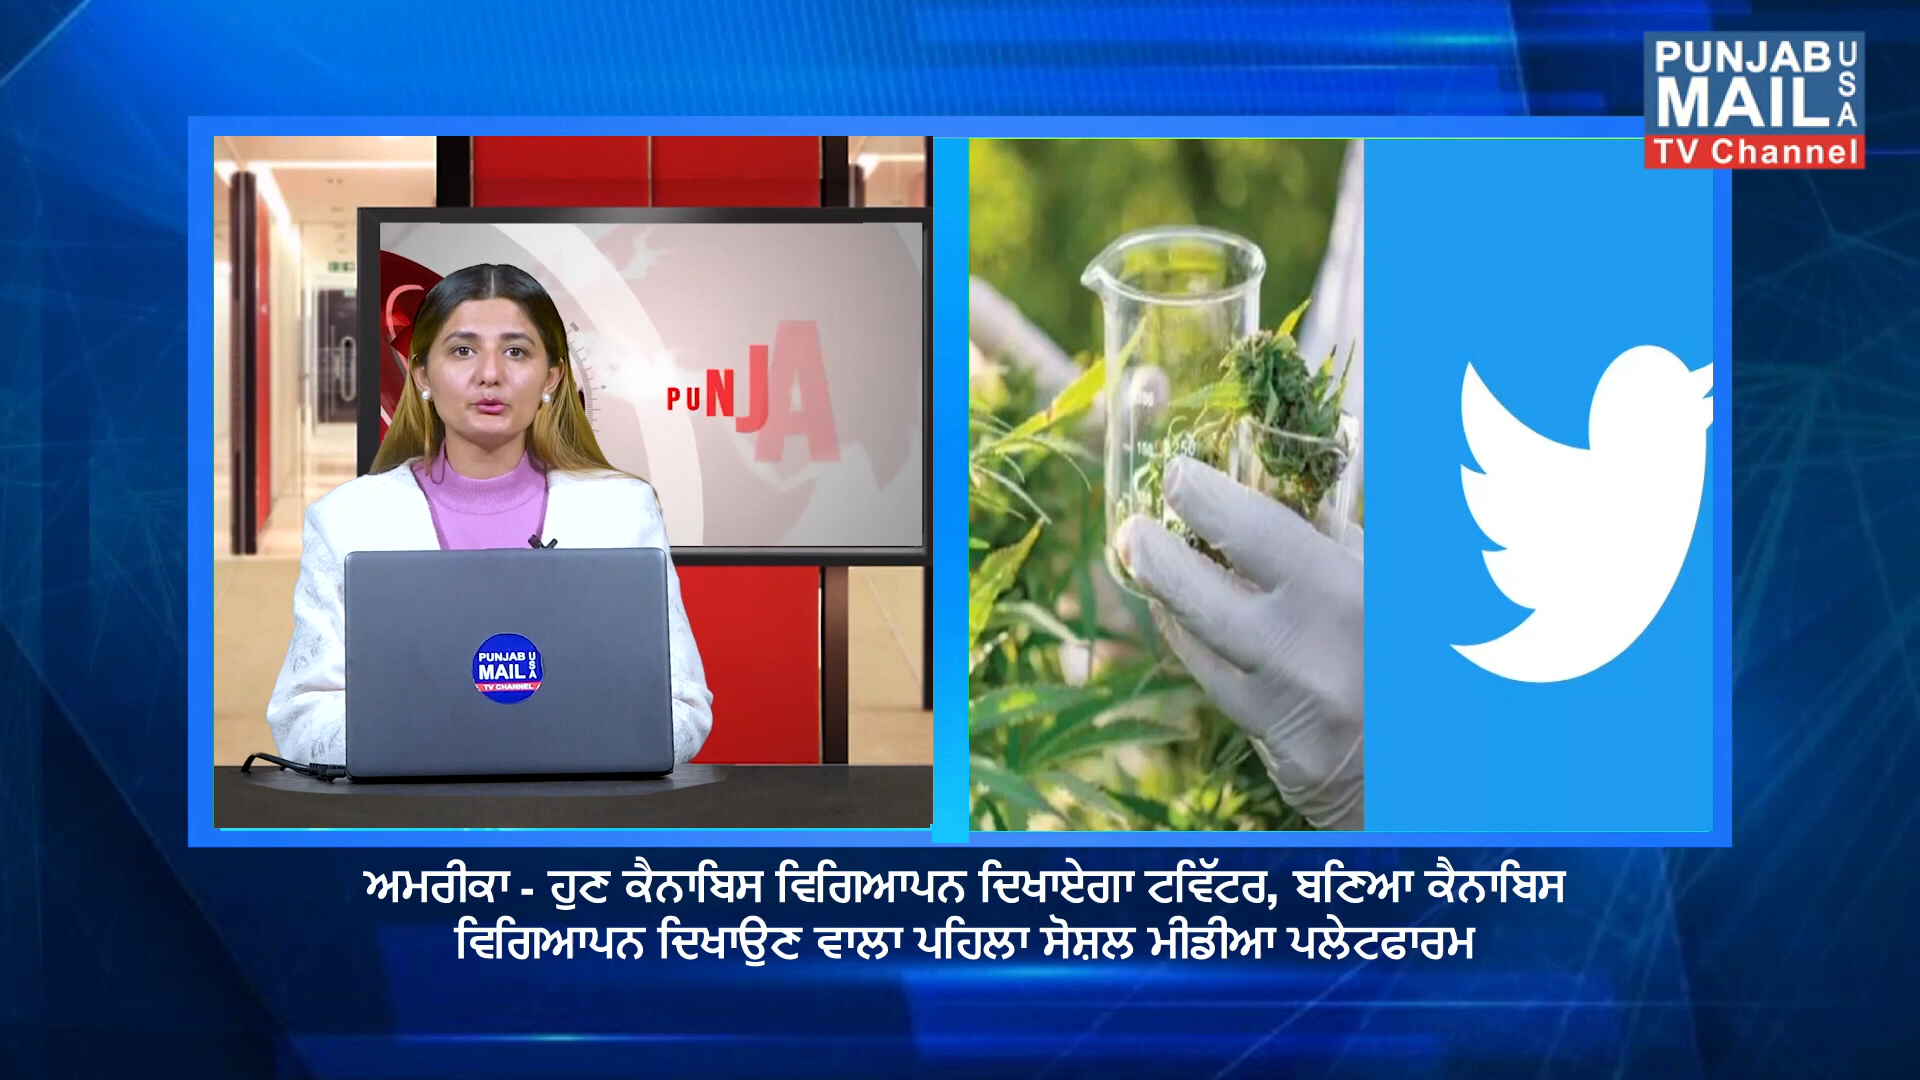 PUNJAB USA
MAIL
TV Channel
PUNJA
PUNJAB USA
MAIL
TV CHANNEL
ਅਮਰੀਕਾ - ਹੁਣ ਕੈਨਾਬਿਸ ਵਿਗਿਆਪਨ ਦਿਖਾਏਗਾ ਟਵਿੱਟਰ, ਬਣਿਆ ਕੈਨਾਬਿਸ
ਵਿਗਿਆਪਨ ਦਿਖਾਉਣ ਵਾਲਾ ਪਹਿਲਾ ਸੋਸ਼ਲ ਮੀਡੀਆ ਪਲੇਟਫਾਰਮ